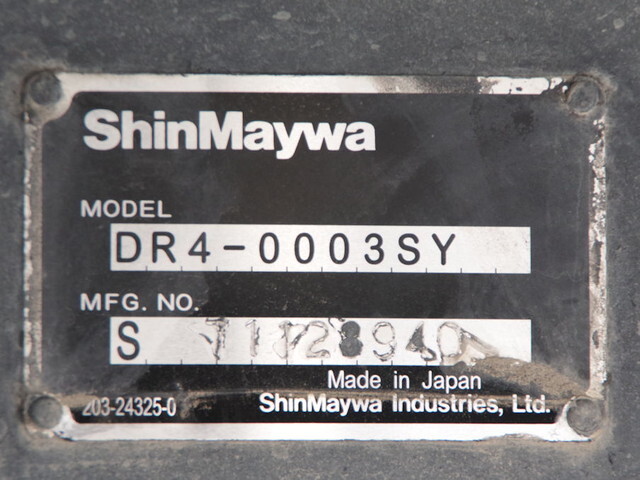 ShinMaywa
MODEL
DR4-0003SY
MFG. NO.
S
Made in Japan
203-24325-0
ShinMaywa Industries, Ltd.